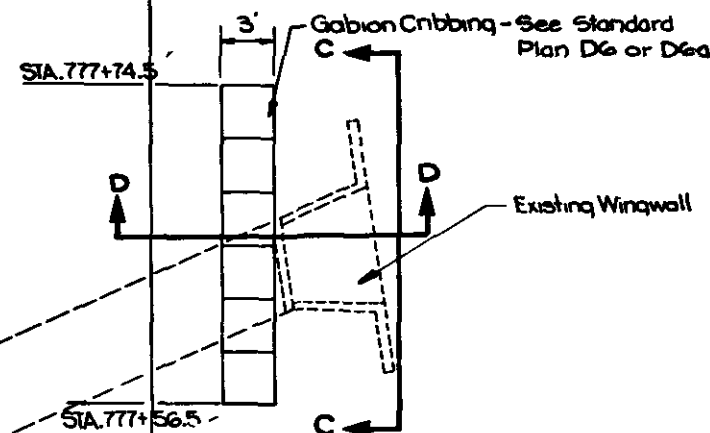 3'
Gabion Cribbing - See Standard
Plan D6 or D6a
C
STA. 777+74.5
D
D
Existing Wingwall
STA. 777+56.5
C